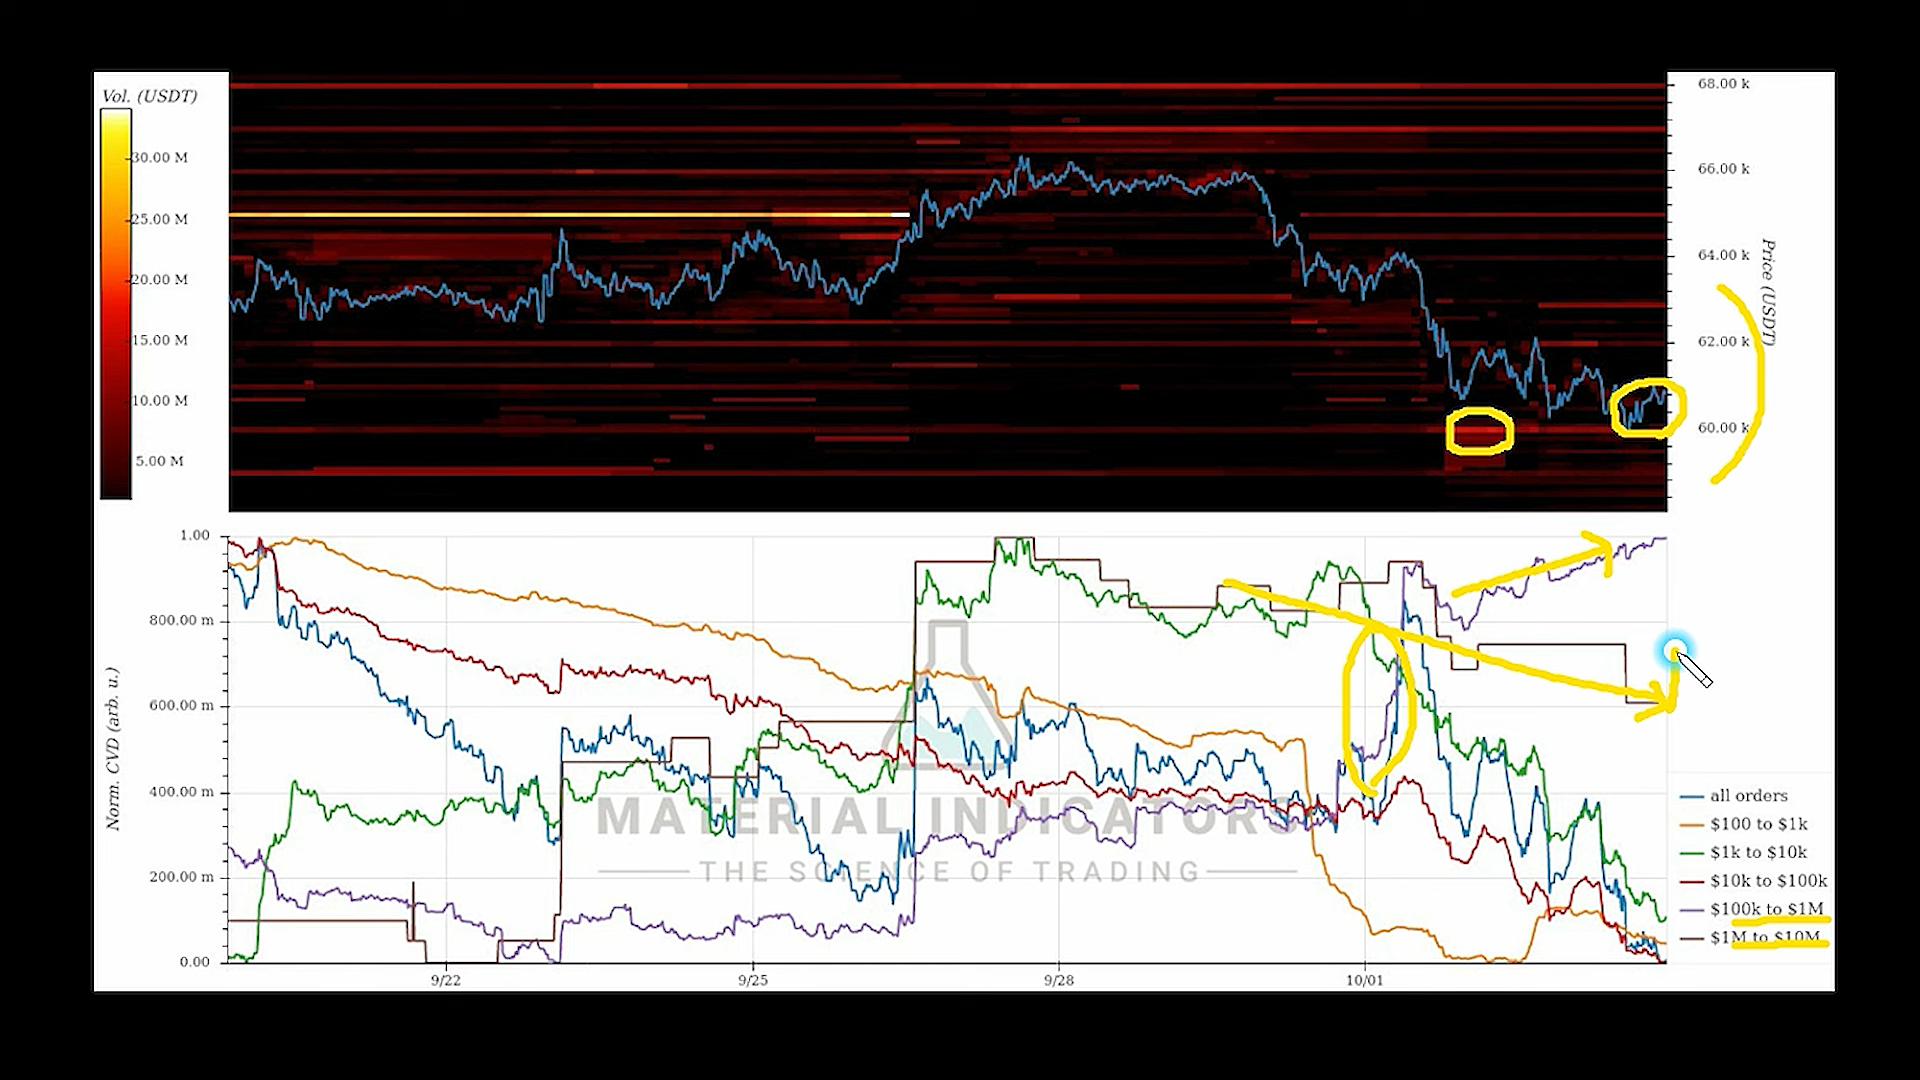 Vol. (USDT)
30.00 M
25.00 M
20.00 M
15.00 M
10.00 M
5.00 M
68.00 k
66.00 k
64.00 k
62.00 k
60.00 k
Price (USDT)
1.00
800.00 m
600.00 m
400.00 m
200.00 m
0.00
Norm. CVD (arb. u.)
9/22
9/25
9/28
10/01
MATERIAL INDICATORS
THE SCIENCE OF TRADING
all orders
$100 to $1k
$1k to $10k
$10k to $100k
$100k to $1M
$1M to $10M